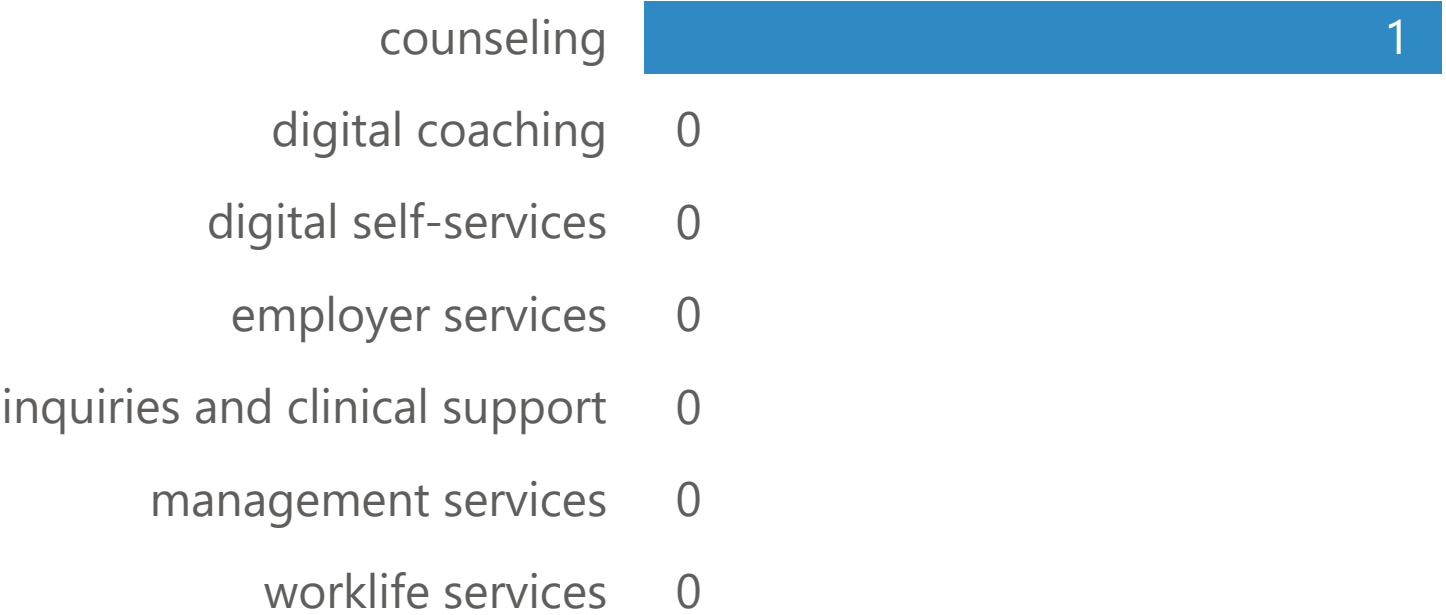 counseling 1
digital coaching 0
digital self-services 0
employer services 0
inquiries and clinical support 0
management services 0
worklife services 0